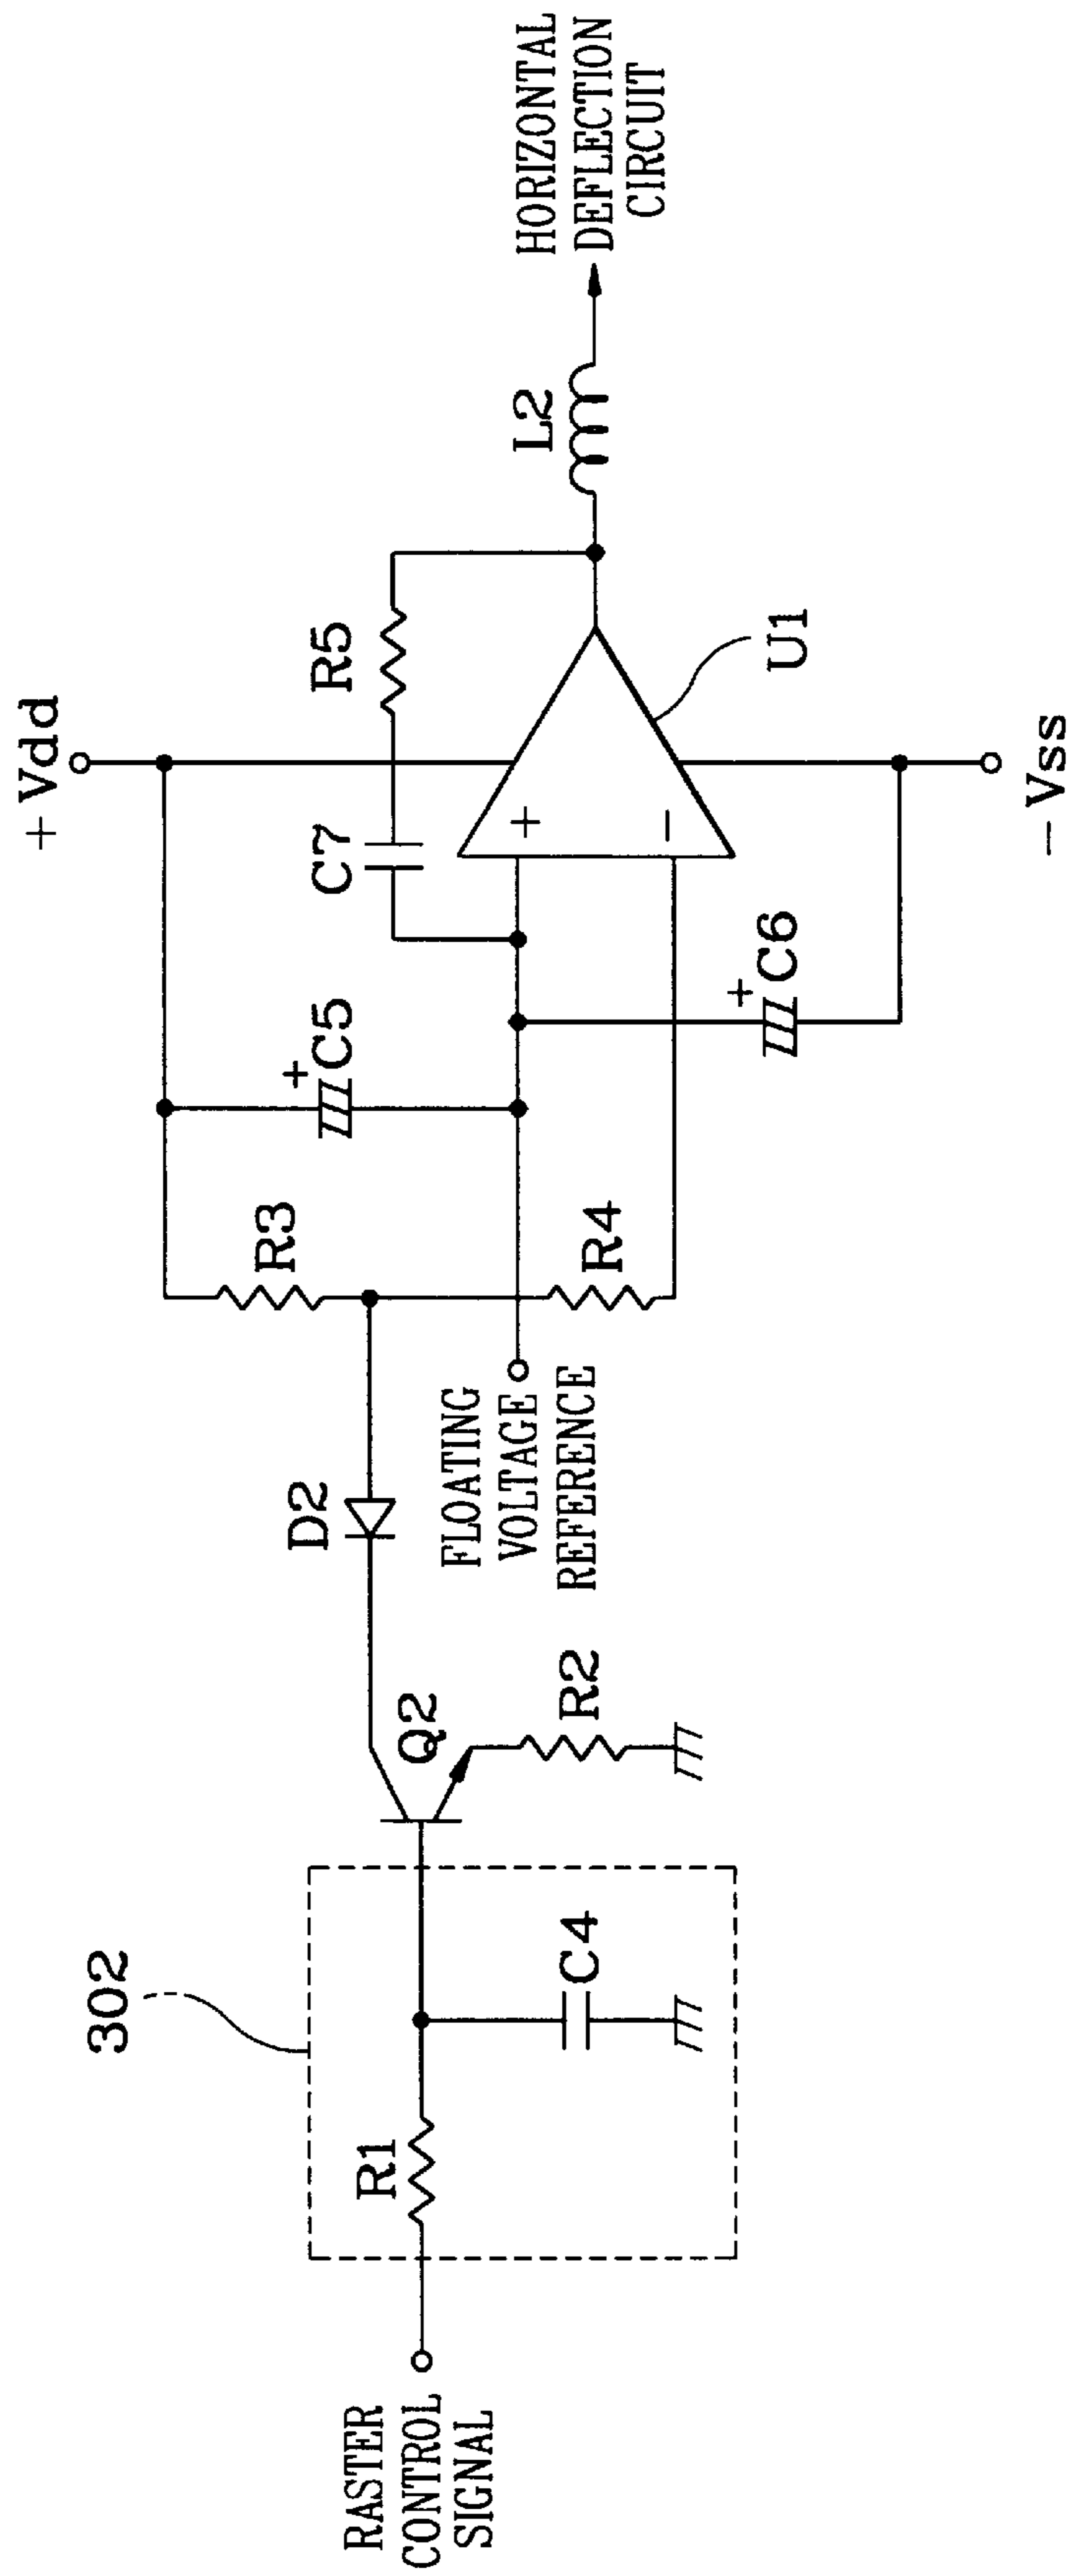 RASTER
CONTROL
SIGNAL
302
R1
C4
Q2
R2
D2
FLOATING
VOLTAGE
REFERENCE
R3
R4
+
C5
+
C6
C7
R5
+Vdd
+
-
U1
-Vss
L2
HORIZONTAL
DEFLECTION
CIRCUIT